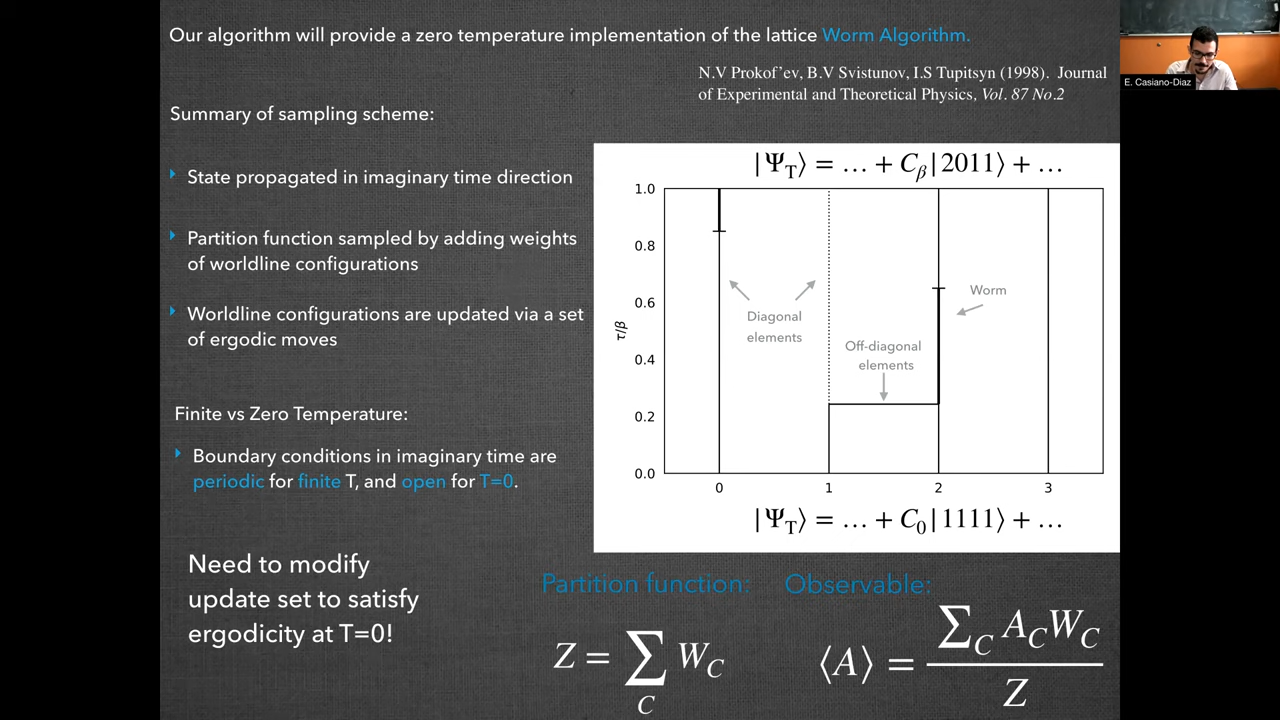 Our algorithm will provide a zero temperature implementation of the lattice Worm Algorithm.
N.V Prokof'ev, B.V Svistunov, I.S Tupitsyn (1998). Journal
of Experimental and Theoretical Physics, Vol. 87 No.2
E. Casiano-Diaz
Summary of sampling scheme:
State propagated in imaginary time direction
Partition function sampled by adding weights
of worldline configurations
Worldline configurations are updated via a set
of ergodic moves
Finite vs Zero Temperature:
Boundary conditions in imaginary time are
periodic for finite T, and open for T=0.
Need to modify
update set to satisfy
ergodicity at T=0!
|Ψ_T⟩ = … + C_β|2011⟩ + …
1.0
0.8
0.6
0.4
0.2
0.0
τ/β
Diagonal
elements
Off-diagonal
elements
Worm
0 1 2 3
|Ψ_T⟩ = … + C_0|1111⟩ + …
Partition function:
Z = ∑_C W_C
Observable:
⟨A⟩ = ∑_C A_C W_C / Z